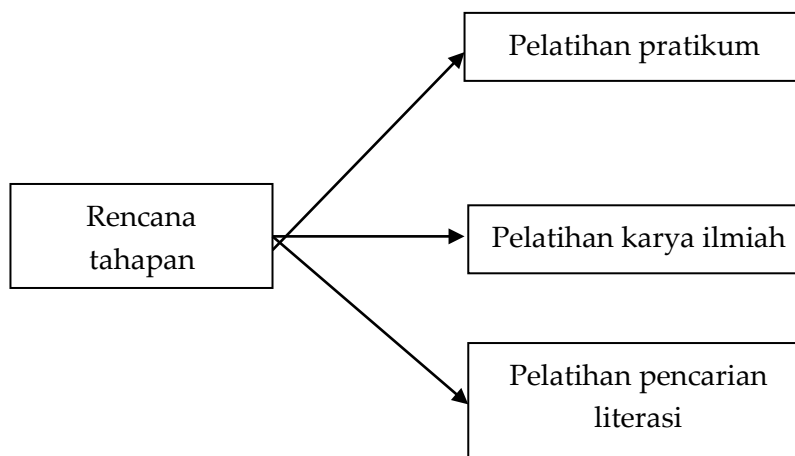 Pelatihan pratikum
Rencana
tahapan
Pelatihan karya ilmiah
Pelatihan pencarian
literasi